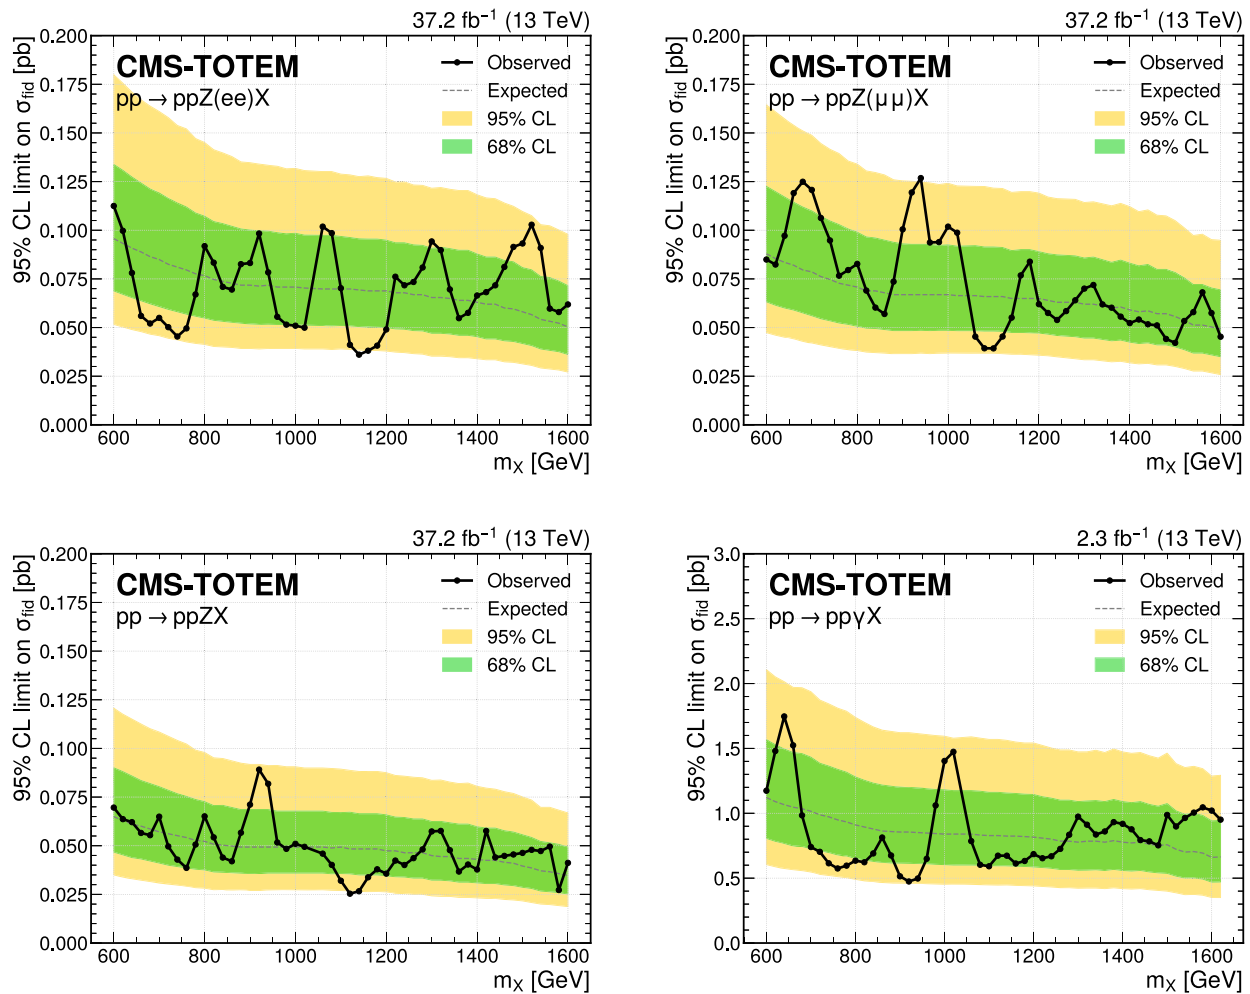 37.2 fb⁻¹ (13 TeV)
95% CL limit on σfid [pb]
0.200
0.175
0.150
0.125
0.100
0.075
0.050
0.025
0.000
CMS-TOTEM
pp → ppZ(ee)X
Observed
Expected
95% CL
68% CL
600 800 1000 1200 1400 1600
mX [GeV]
37.2 fb⁻¹ (13 TeV)
95% CL limit on σfid [pb]
0.200
0.175
0.150
0.125
0.100
0.075
0.050
0.025
0.000
CMS-TOTEM
pp → ppZ(μμ)X
Observed
Expected
95% CL
68% CL
600 800 1000 1200 1400 1600
mX [GeV]
37.2 fb⁻¹ (13 TeV)
95% CL limit on σfid [pb]
0.200
0.175
0.150
0.125
0.100
0.075
0.050
0.025
0.000
CMS-TOTEM
pp → ppZX
Observed
Expected
95% CL
68% CL
600 800 1000 1200 1400 1600
mX [GeV]
2.3 fb⁻¹ (13 TeV)
95% CL limit on σfid [pb]
3.0
2.5
2.0
1.5
1.0
0.5
0.0
CMS-TOTEM
pp → ppγX
Observed
Expected
95% CL
68% CL
600 800 1000 1200 1400 1600
mX [GeV]